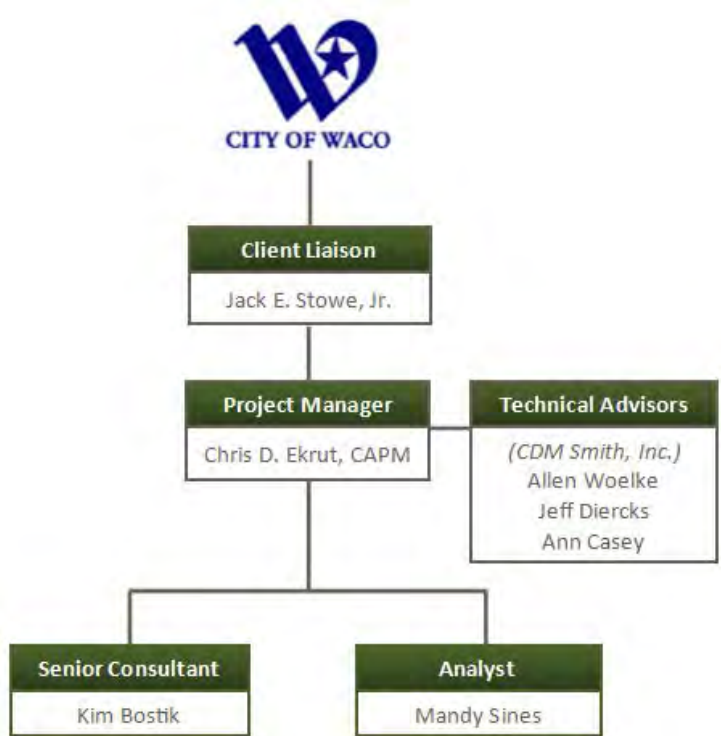 CITY OF WACO
Client Liaison
Jack E. Stowe, Jr.
Project Manager
Chris D. Ekrut, CAPM
Technical Advisors
(CDM Smith, Inc.)
Allen Woelke
Jeff Diercks
Ann Casey
Senior Consultant
Kim Bostik
Analyst
Mandy Sines